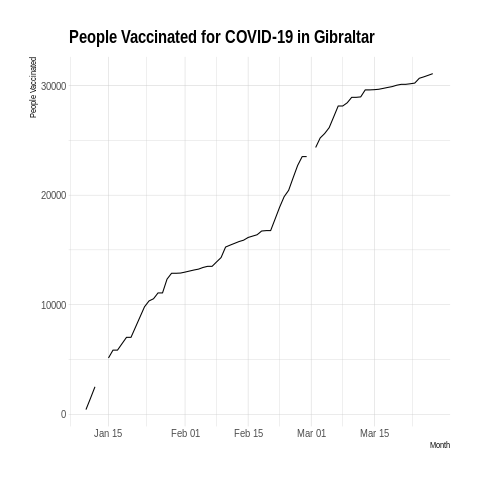 People Vaccinated for COVID-19 in Gibraltar
People Vaccinated
30000
20000
10000
0
Jan 15 Feb 01 Feb 15 Mar 01 Mar 15
Month